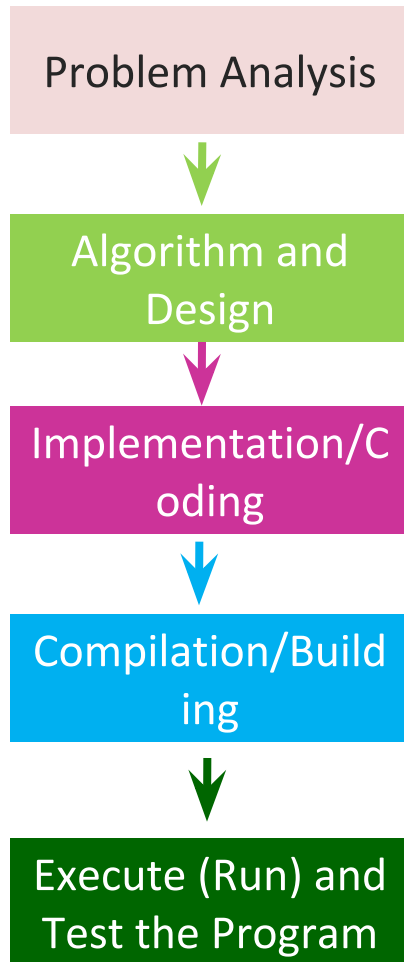 Problem Analysis
Algorithm and
Design
Implementation/C
oding
Compilation/Build
ing
Execute (Run) and
Test the Program